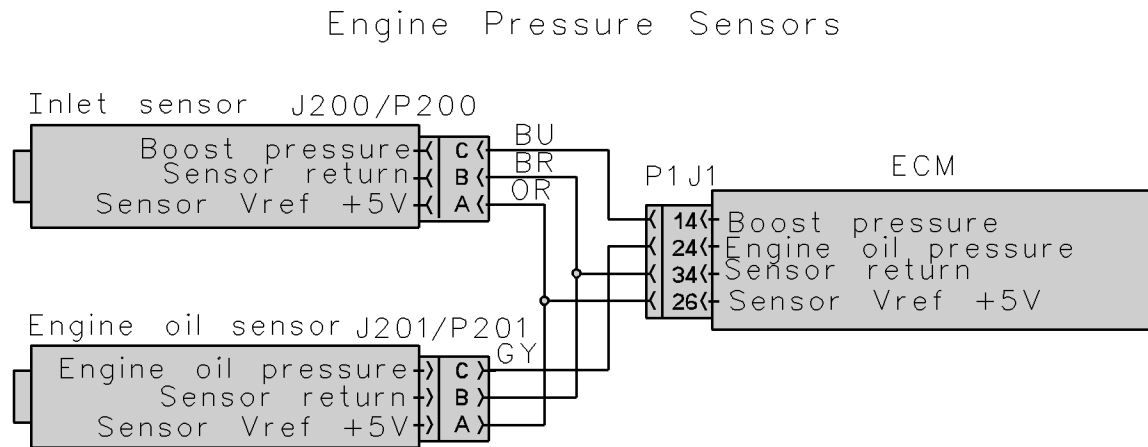 Engine Pressure Sensors
Inlet sensor J200/P200
Boost pressure C BU
Sensor return B BR
Sensor Vref +5V A OR
P1 J1 ECM
14 Boost pressure
24 Engine oil pressure
34 Sensor return
26 Sensor Vref +5V
Engine oil sensor J201/P201
Engine oil pressure C GY
Sensor return B
Sensor Vref +5V A